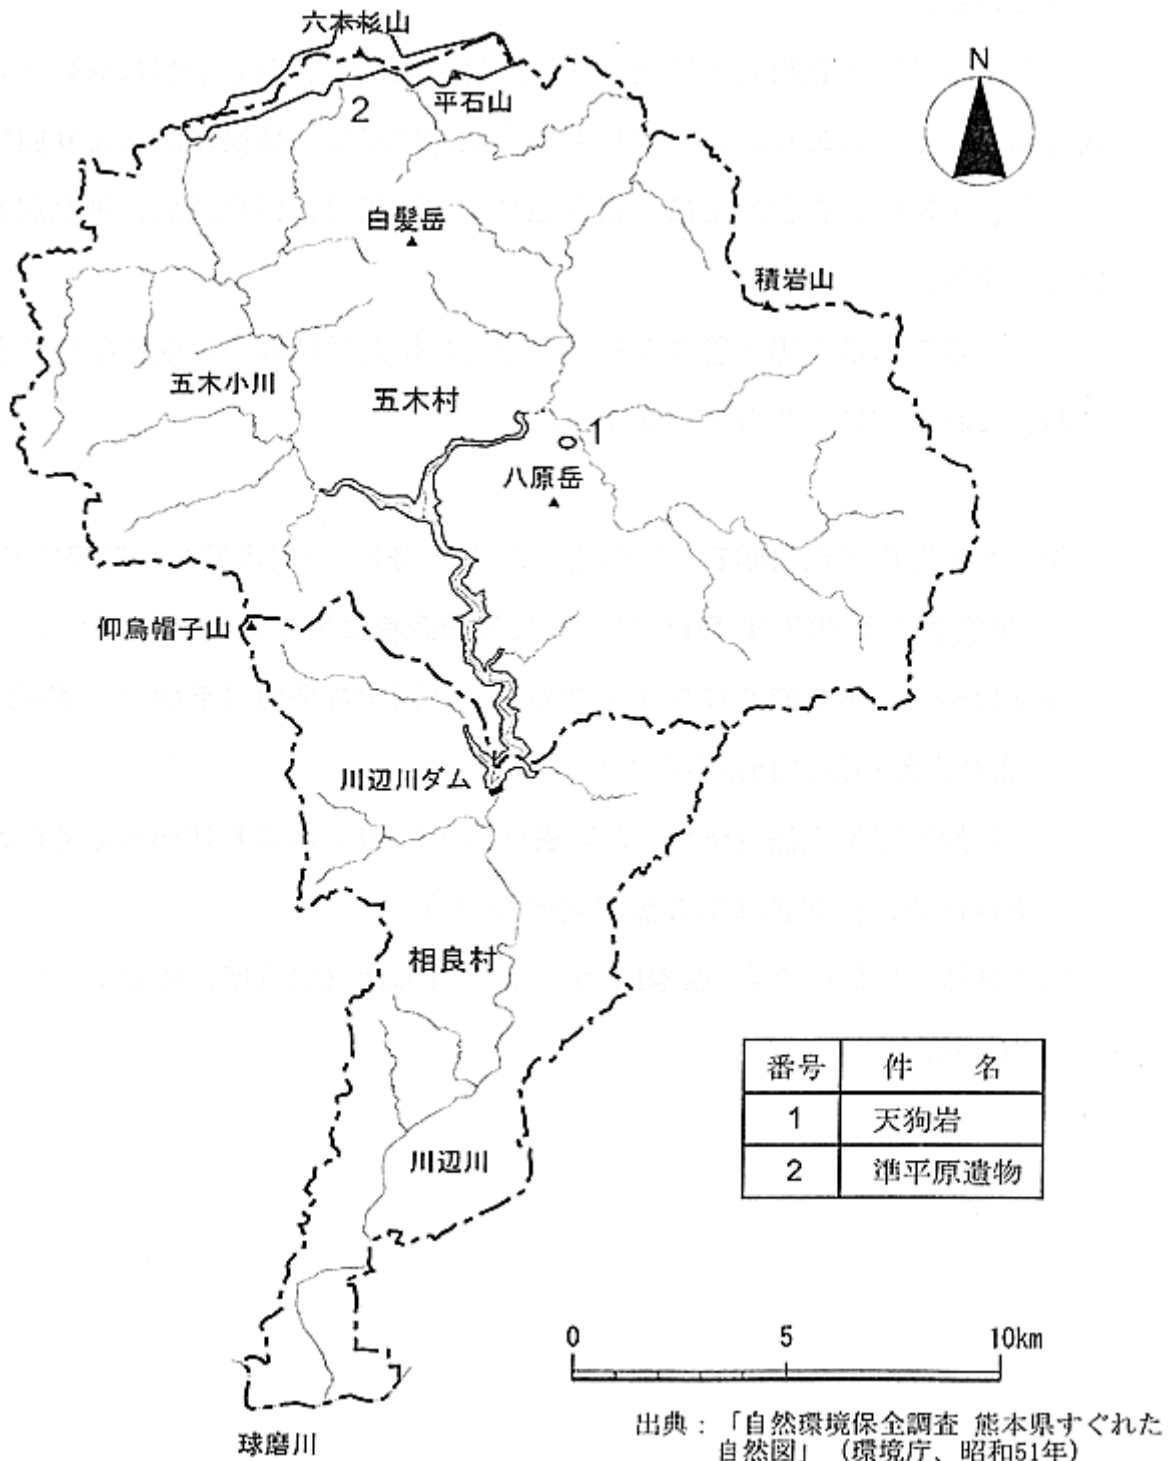 六本杉山
N
平石山
2
白髪岳
積岩山
五木小川
五木村
1
八原岳
仰烏帽子山
川辺川ダム
相良村
番号 件 名
1 天狗岩
2 準平原遺物
川辺川
0 5 10km
球磨川
出典：「自然環境保全調査 熊本県すぐれた
自然図」（環境庁、昭和51年）